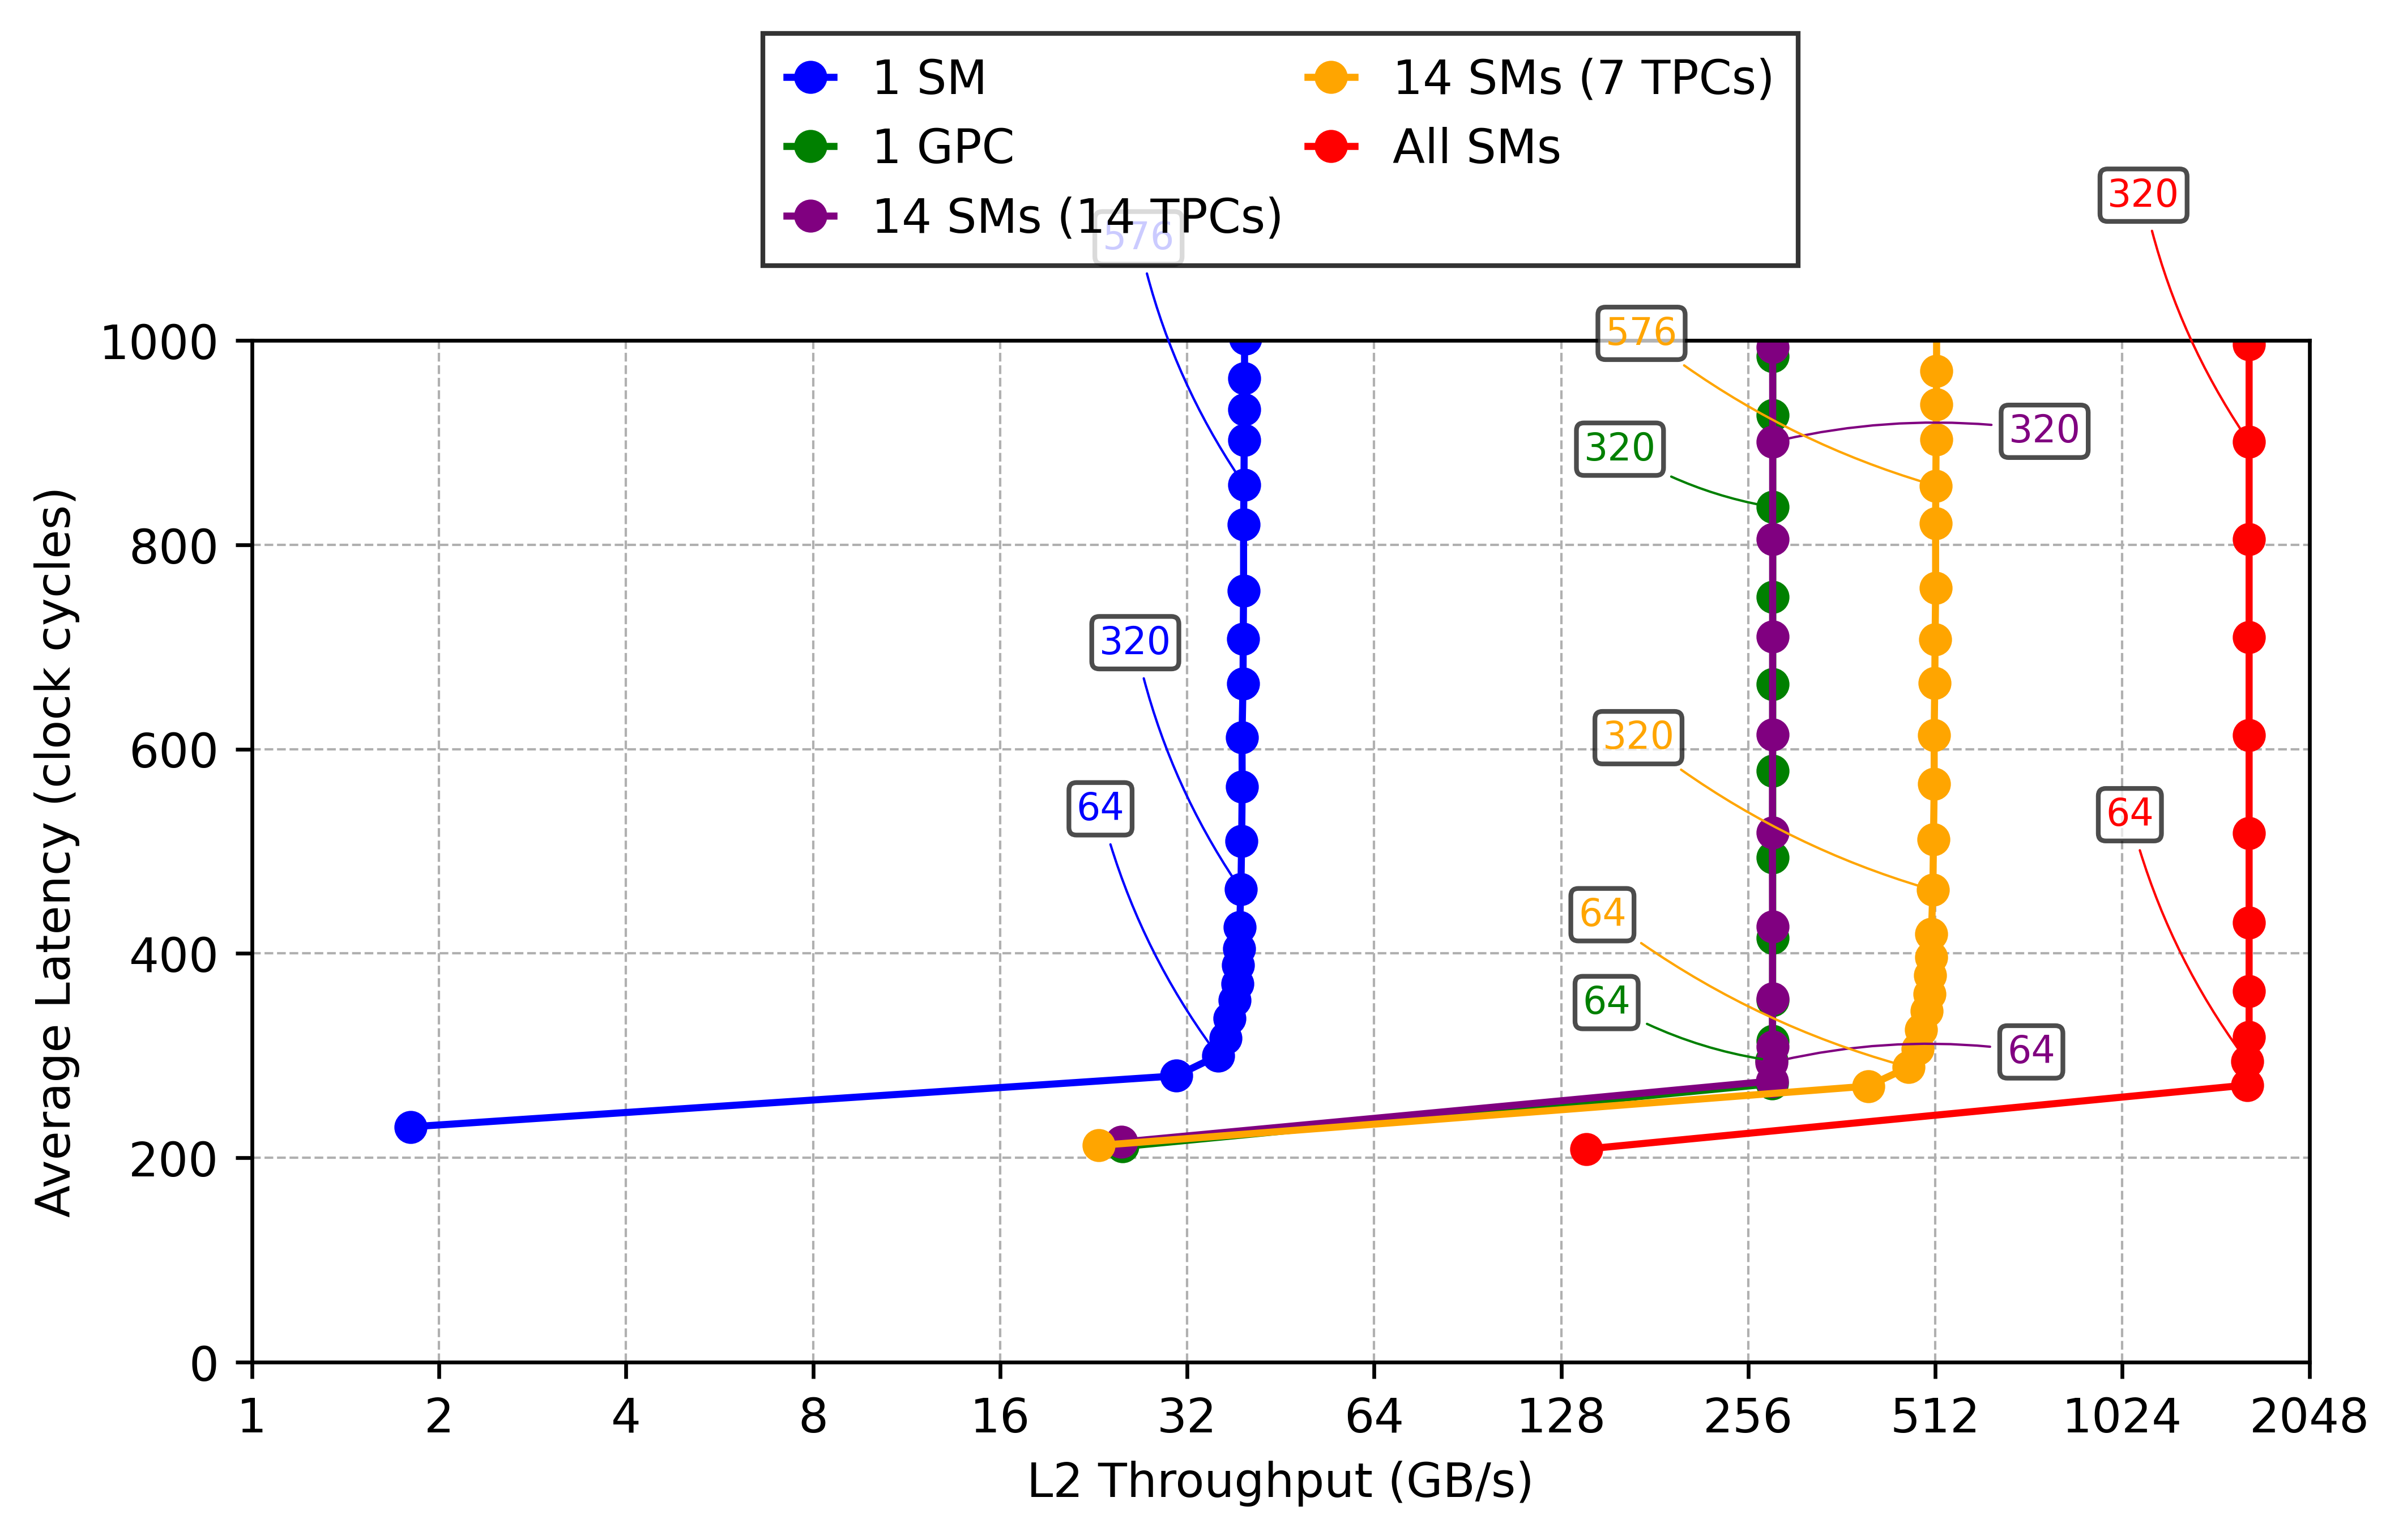 1 SM
1 GPC
14 SMs (14 TPCs)
14 SMs (7 TPCs)
All SMs
576
320
576
320
320
320
320
64
64
64
64
64
1000
800
600
400
200
0
Average Latency (clock cycles)
1 2 4 8 16 32 64 128 256 512 1024 2048
L2 Throughput (GB/s)